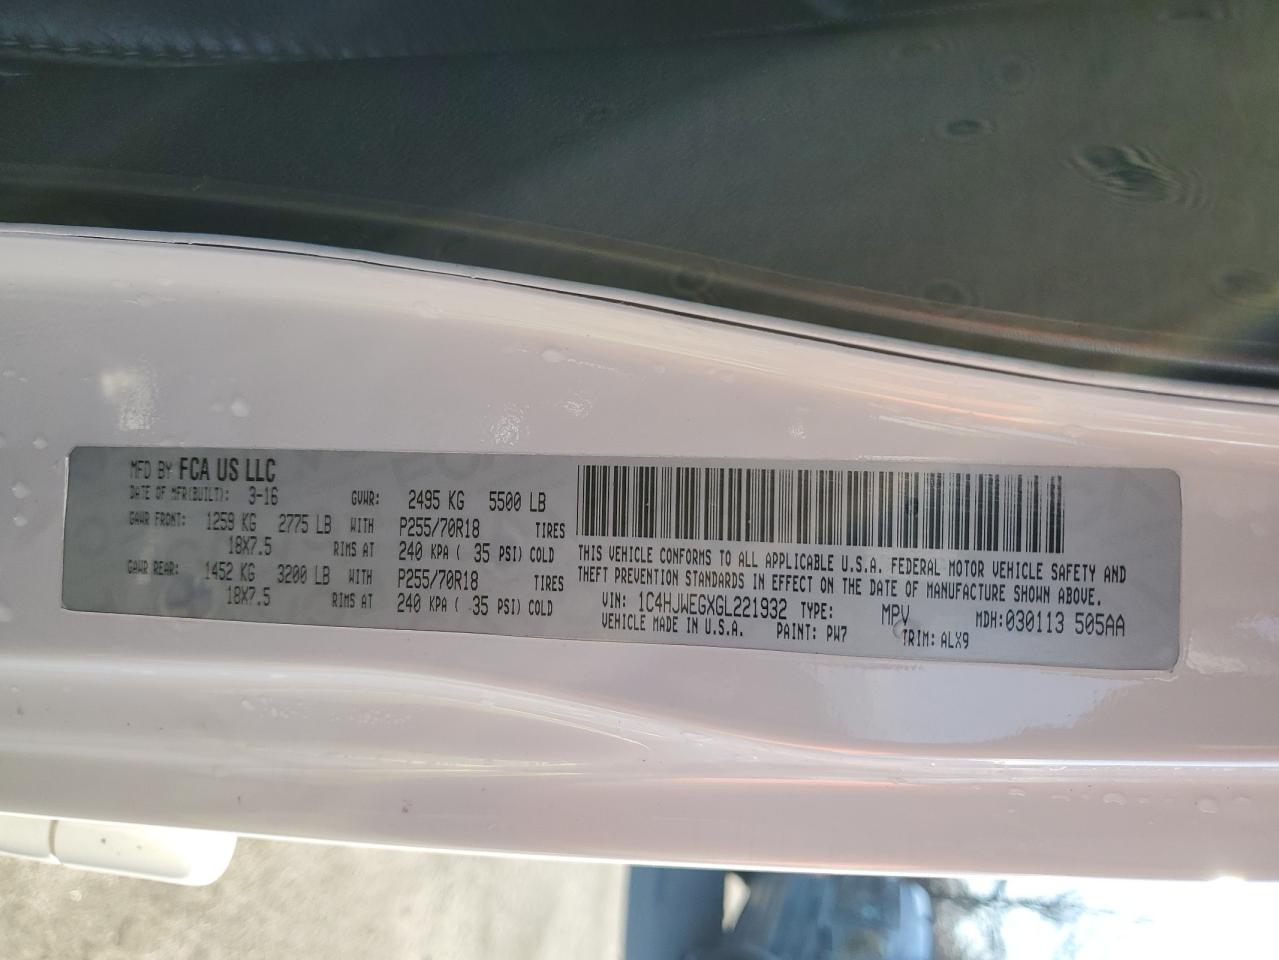 MFD BY FCA US LLC
DATE OF MFR(BUILT): 3-16 GVWR: 2495 KG 5500 LB
GAWR FRONT: 1259 KG 2775 LB WITH P255/70R18 TIRES
18X7.5 RIMS AT 240 KPA ( 35 PSI) COLD
GAWR REAR: 1452 KG 3200 LB WITH P255/70R18 TIRES
18X7.5 RIMS AT 240 KPA ( 35 PSI) COLD
THIS VEHICLE CONFORMS TO ALL APPLICABLE U.S.A. FEDERAL MOTOR VEHICLE SAFETY AND
THEFT PREVENTION STANDARDS IN EFFECT ON THE DATE OF MANUFACTURE SHOWN ABOVE.
VIN: 1C4HJWEGXGL221932 TYPE: MPV MDH:030113 505AA
VEHICLE MADE IN U.S.A. PAINT: PW7 TRIM: ALX9